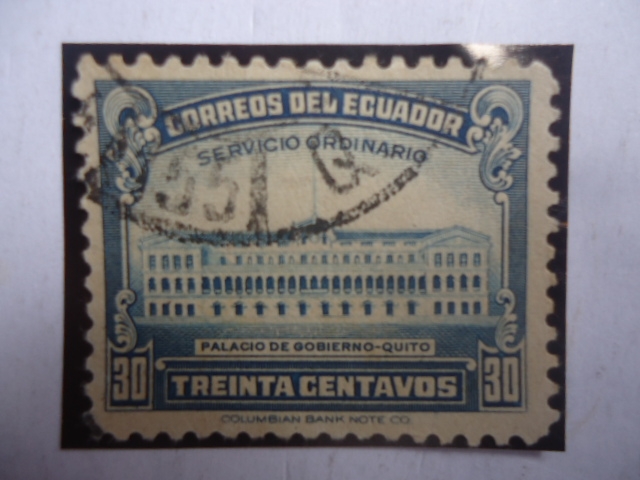 CORREOS DEL ECUADOR
SERVICIO ORDINARIO
PALACIO DE GOBIERNO-QUITO
30 TREINTA CENTAVOS 30
COLUMBIAN BANK NOTE CO.